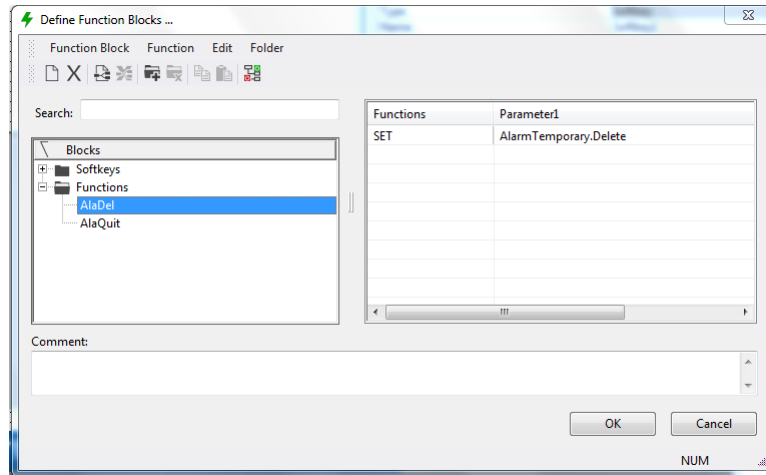 Define Function Blocks ...
Function Block Function Edit Folder
Search:
Functions Parameter1
SET AlarmTemporary.Delete
Blocks
Softkeys
Functions
AlaDel
AlaQuit
Comment:
OK Cancel
NUM